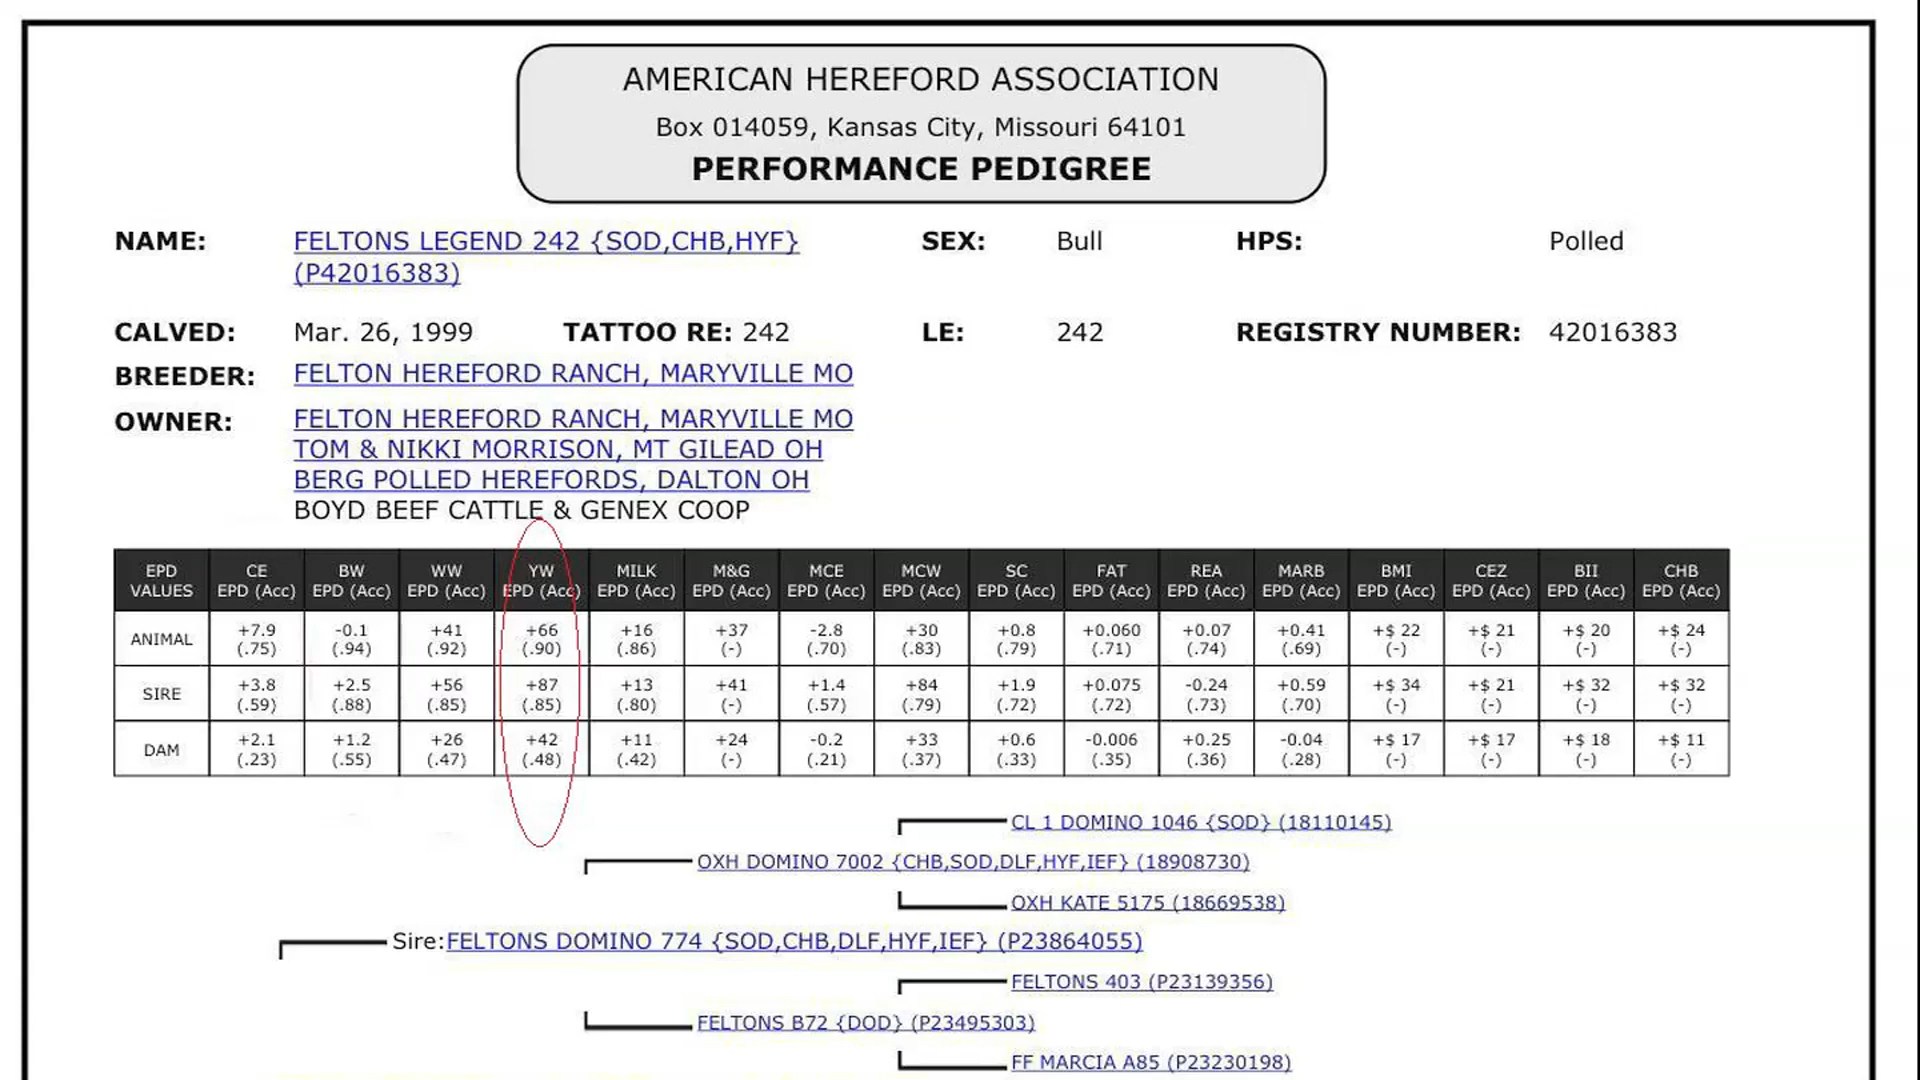 AMERICAN HEREFORD ASSOCIATION
Box 014059, Kansas City, Missouri 64101
PERFORMANCE PEDIGREE
NAME: FELTONS LEGEND 242 {SOD,CHB,HYF} SEX: Bull HPS: Polled
(P42016383)
CALVED: Mar. 26, 1999 TATTOO RE: 242 LE: 242 REGISTRY NUMBER: 42016383
BREEDER: FELTON HEREFORD RANCH, MARYVILLE MO
OWNER: FELTON HEREFORD RANCH, MARYVILLE MO
TOM & NIKKI MORRISON, MT GILEAD OH
BERG POLLED HEREFORDS, DALTON OH
BOYD BEEF CATTLE & GENEX COOP
EPD CE BW WW YW MILK M&G MCE MCW SC FAT REA MARB BMI CEZ BII CHB
VALUES EPD (Acc) EPD (Acc) EPD (Acc) EPD (Acc) EPD (Acc) EPD (Acc) EPD (Acc) EPD (Acc) EPD (Acc) EPD (Acc) EPD (Acc) EPD (Acc) EPD (Acc) EPD (Acc) EPD (Acc) EPD (Acc)
ANIMAL +7.9 -0.1 +41 +66 +16 +37 -2.8 +30 +0.8 +0.060 +0.07 +0.41 +$ 22 +$ 21 +$ 20 +$ 24
(.75) (.94) (.92) (.90) (.86) (-) (.70) (.83) (.79) (.71) (.74) (.69) (-) (-) (-) (-)
SIRE +3.8 +2.5 +56 +87 +13 +41 +1.4 +84 +1.9 +0.075 -0.24 +0.59 +$ 34 +$ 21 +$ 32 +$ 32
(.59) (.88) (.85) (.85) (.80) (-) (.57) (.79) (.72) (.72) (.73) (.70) (-) (-) (-) (-)
DAM +2.1 +1.2 +26 +42 +11 +24 -0.2 +33 +0.6 -0.006 +0.25 -0.04 +$ 17 +$ 17 +$ 18 +$ 11
(.23) (.55) (.47) (.48) (.42) (-) (.21) (.37) (.33) (.35) (.36) (.28) (-) (-) (-) (-)
CL 1 DOMINO 1046 {SOD} (18110145)
OXH DOMINO 7002 {CHB,SOD,DLF,HYF,IEF} (18908730)
OXH KATE 5175 (18669538)
Sire:FELTONS DOMINO 774 {SOD,CHB,DLF,HYF,IEF} (P23864055)
FELTONS 403 (P23139356)
FELTONS B72 {DOD} (P23495303)
FF MARCIA A85 (P23230198)